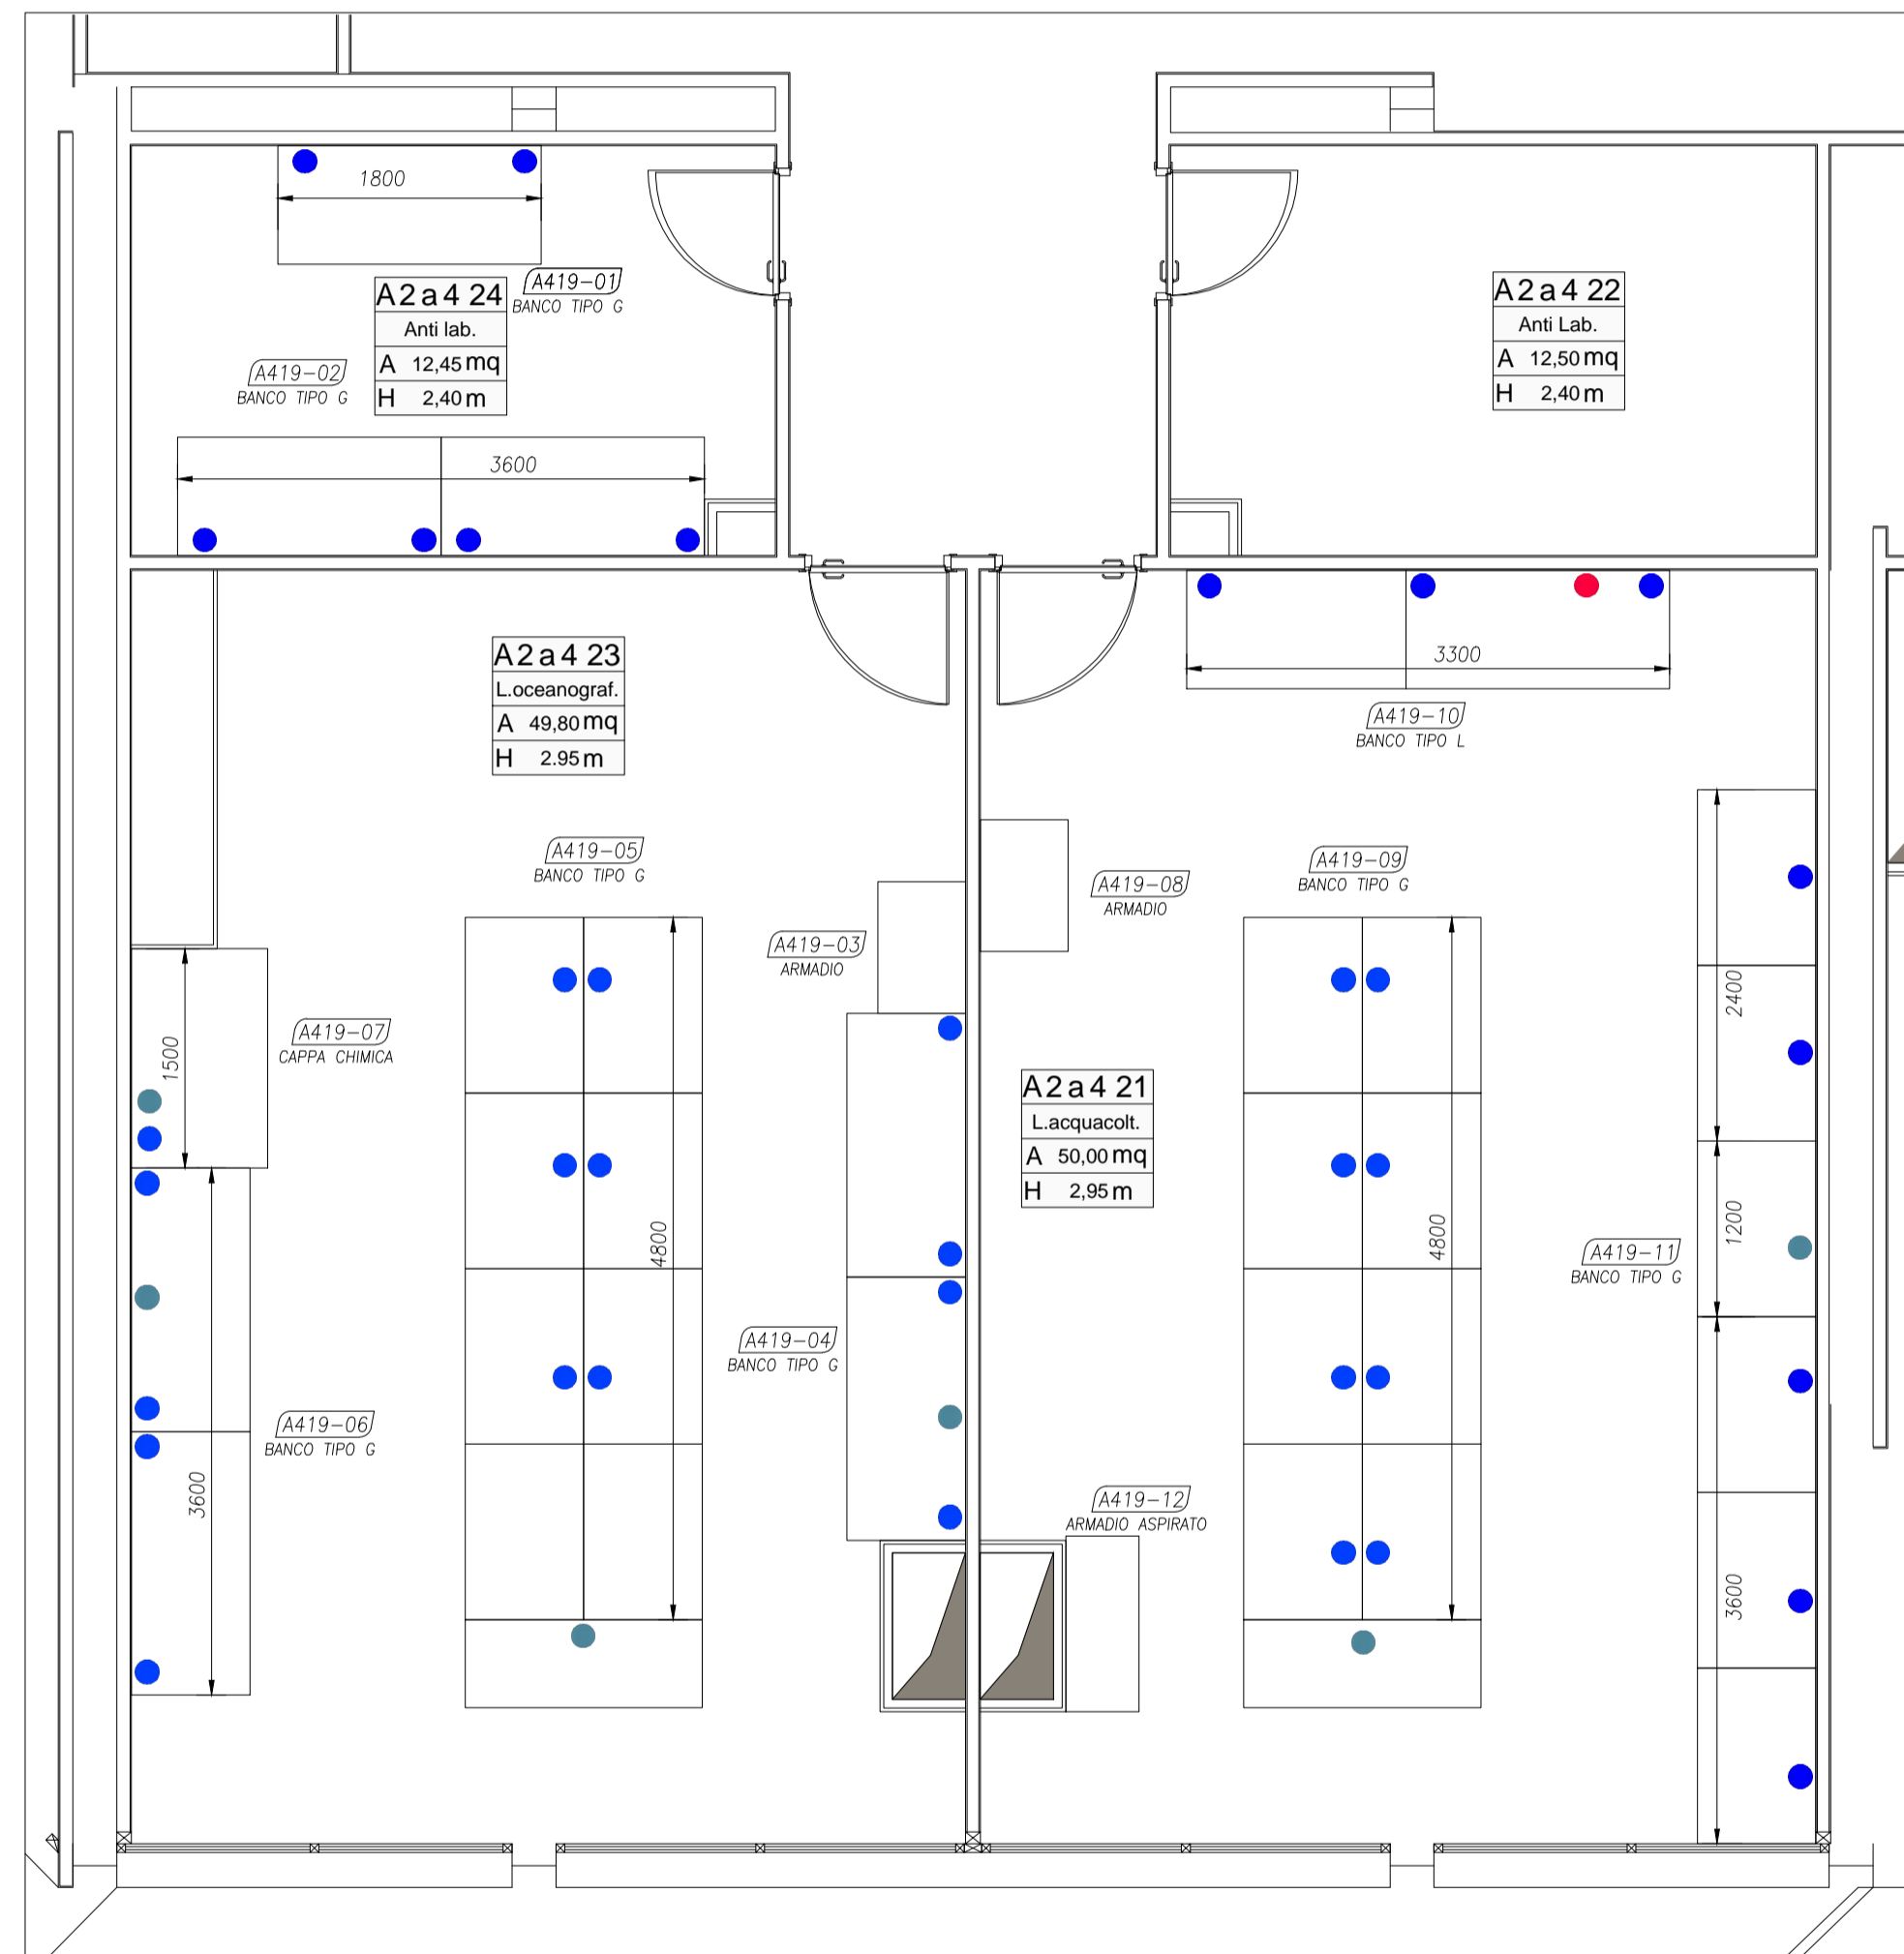 1800
A419-01
BANCO TIPO G
A2a4 24
Anti lab.
A 12,45 mq
H 2,40 m
A419-02
BANCO TIPO G
3600
A2a4 22
Anti Lab.
A 12,50 mq
H 2,40 m
A2a4 23
L.oceanograf.
A 49,80 mq
H 2.95 m
3300
A419-10
BANCO TIPO L
A419-05
BANCO TIPO G
A419-03
ARMADIO
A419-08
ARMADIO
A419-09
BANCO TIPO G
2400
A419-07
CAPPA CHIMICA
1500
A2a4 21
L.acquacolt.
A 50,00 mq
H 2,95 m
4800
4800
1200
A419-11
BANCO TIPO G
A419-04
BANCO TIPO G
A419-06
BANCO TIPO G
3600
A419-12
ARMADIO ASPIRATO
3600